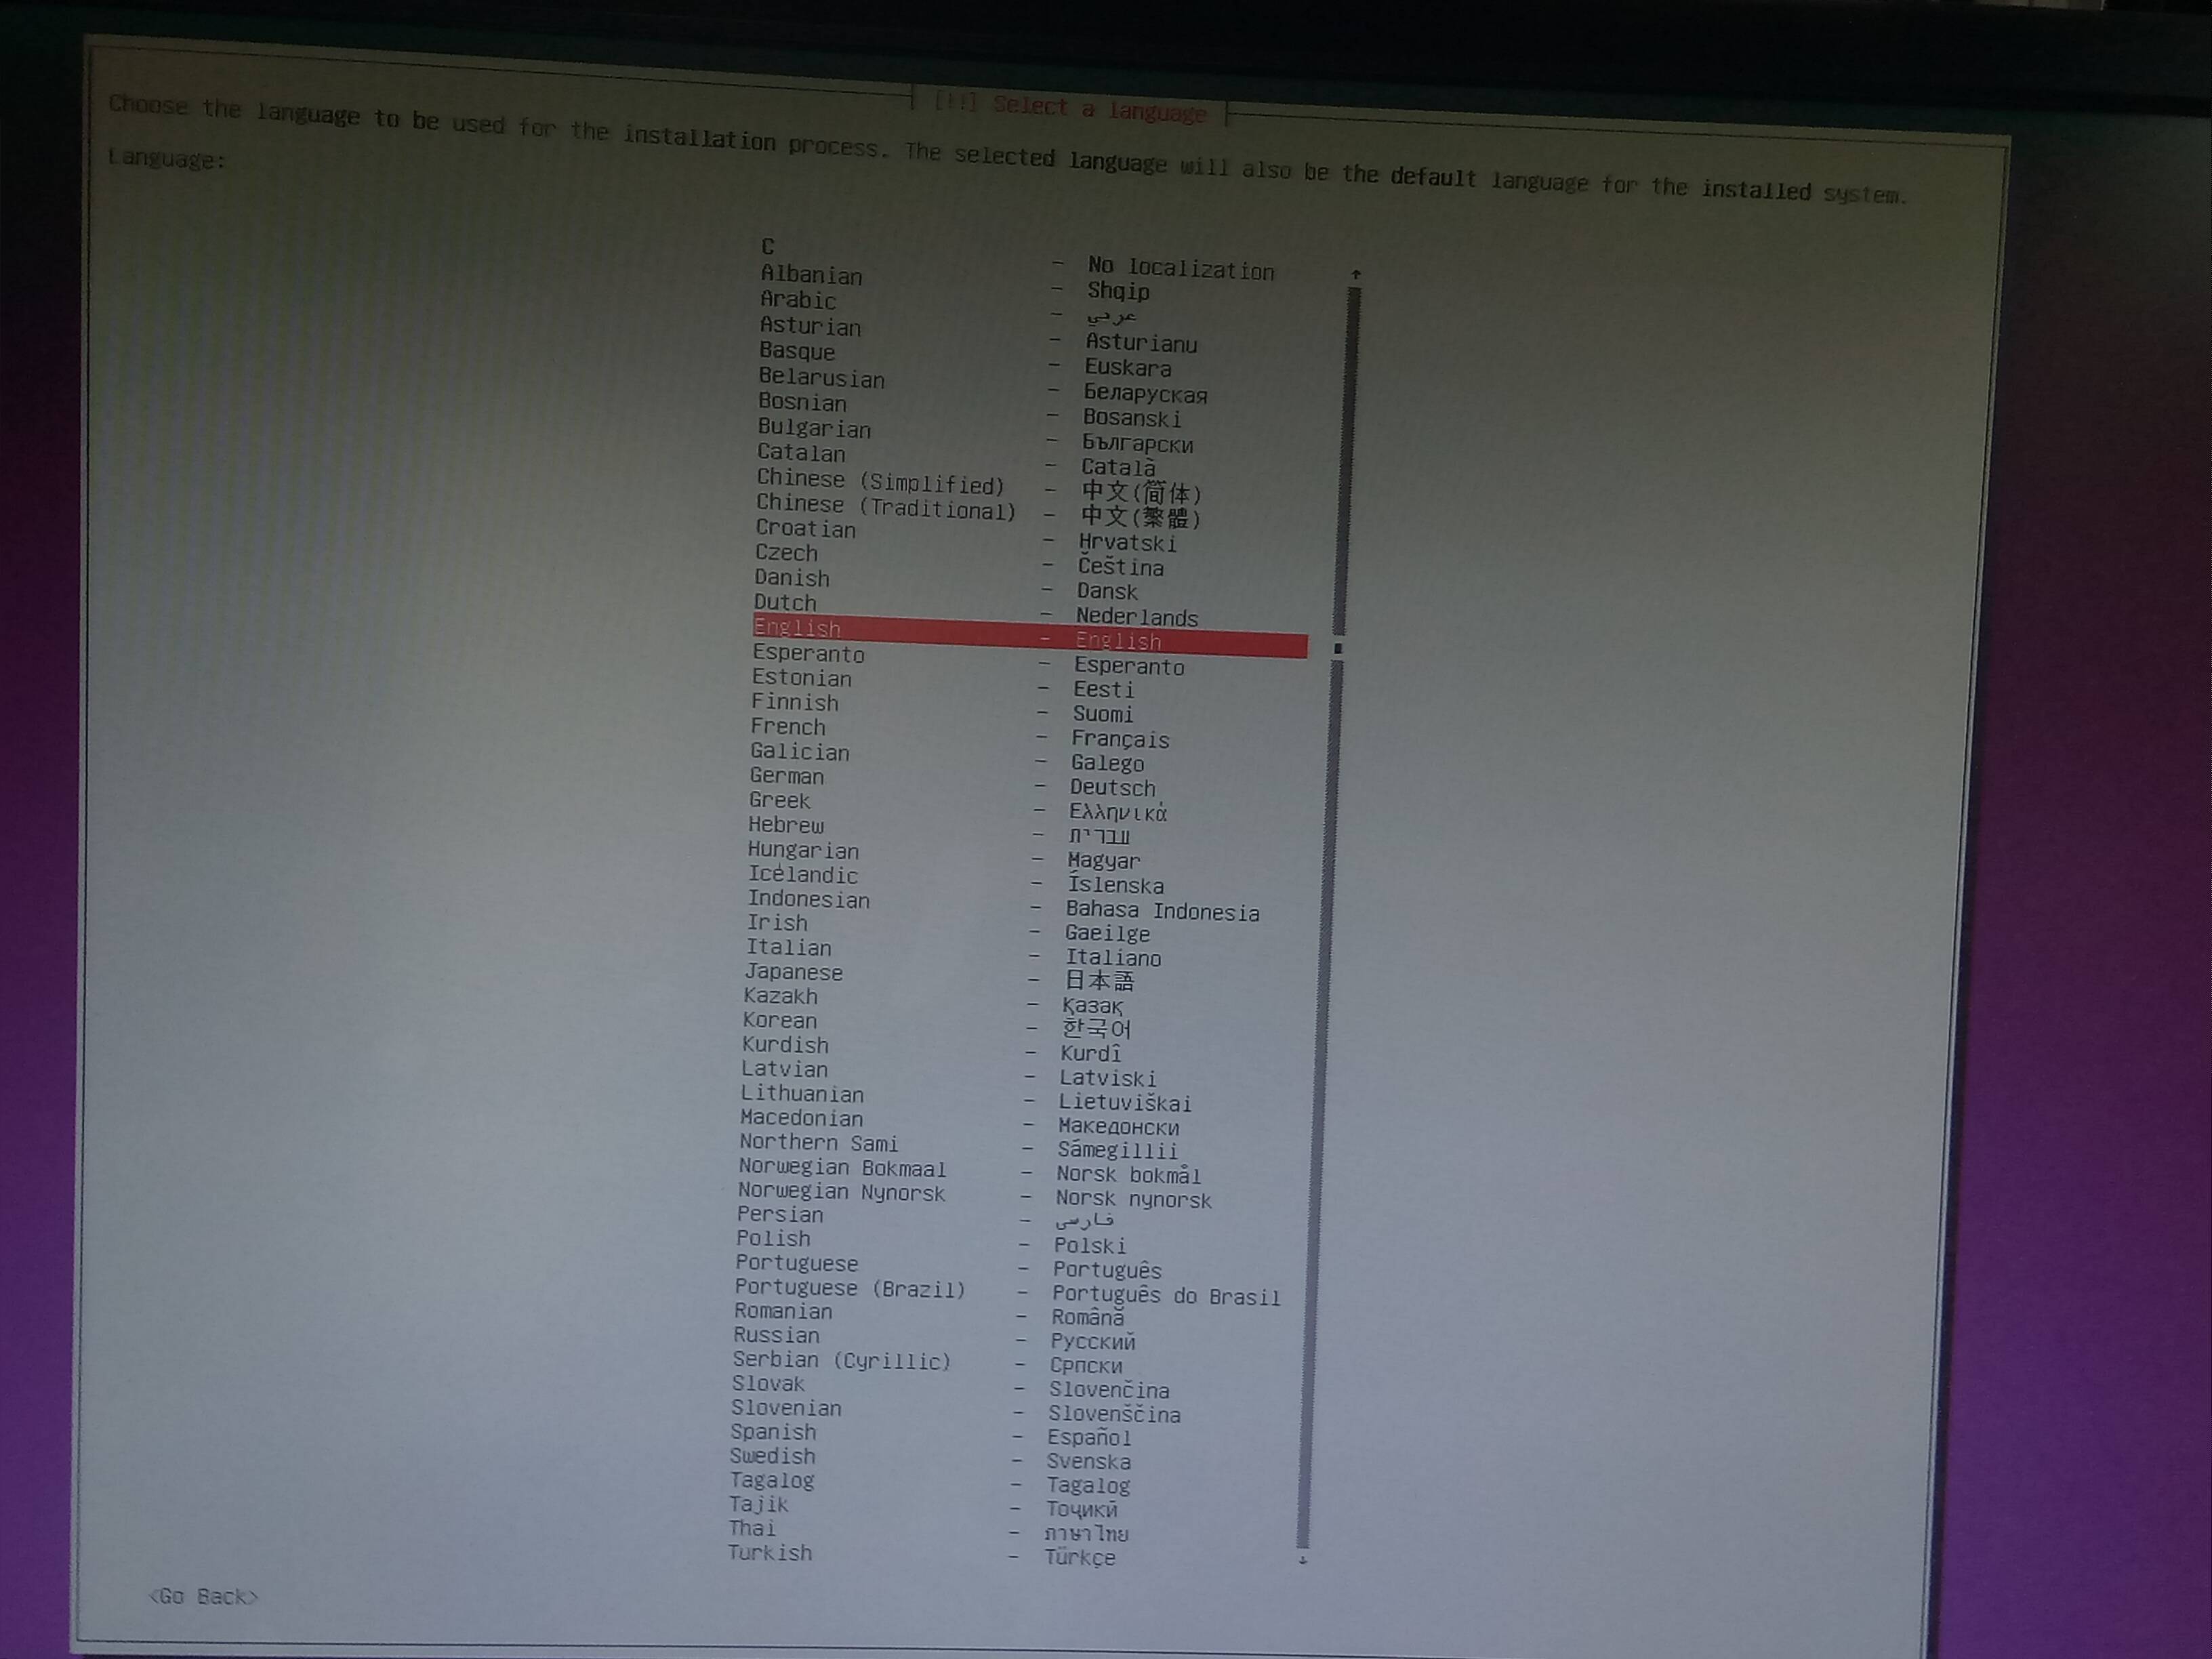 [!!] Select a language
Choose the language to be used for the installation process. The selected language will also be the default language for the installed system.
Language:
C - No localization
Albanian - Shqip
Arabic - عربي
Asturian - Asturianu
Basque - Euskara
Belarusian - Беларуская
Bosnian - Bosanski
Bulgarian - Български
Catalan - Català
Chinese (Simplified) - 中文(简体)
Chinese (Traditional) - 中文(繁體)
Croatian - Hrvatski
Czech - Čeština
Danish - Dansk
Dutch - Nederlands
English - English
Esperanto - Esperanto
Estonian - Eesti
Finnish - Suomi
French - Français
Galician - Galego
German - Deutsch
Greek - Ελληνικά
Hebrew - עברית
Hungarian - Magyar
Icelandic - Íslenska
Indonesian - Bahasa Indonesia
Irish - Gaeilge
Italian - Italiano
Japanese - 日本語
Kazakh - Қазақ
Korean - 한국어
Kurdish - Kurdî
Latvian - Latviski
Lithuanian - Lietuviškai
Macedonian - Македонски
Northern Sami - Sámegillii
Norwegian Bokmaal - Norsk bokmål
Norwegian Nynorsk - Norsk nynorsk
Persian - فارسی
Polish - Polski
Portuguese - Português
Portuguese (Brazil) - Português do Brasil
Romanian - Română
Russian - Русский
Serbian (Cyrillic) - Српски
Slovak - Slovenčina
Slovenian - Slovenščina
Spanish - Español
Swedish - Svenska
Tagalog - Tagalog
Tajik - Тоҷикӣ
Thai - ภาษาไทย
Turkish - Türkçe
<Go Back>